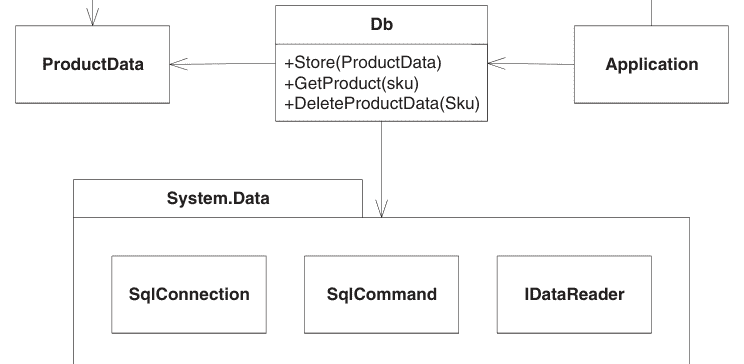 Db
ProductData
+Store(ProductData)
+GetProduct(sku)
+DeleteProductData(Sku)
Application
System.Data
SqlConnection
SqlCommand
IDataReader